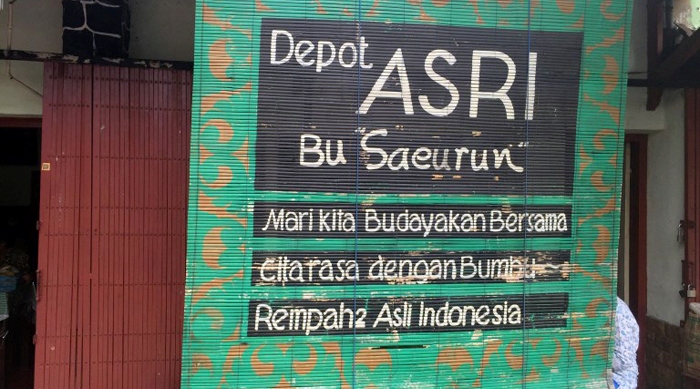 Depot ASRI
Bu "Saeurun"
Mari Kita Budayakan Bersama
Citarasa dengan Bumbu
Rempah2 Asli Indonesia